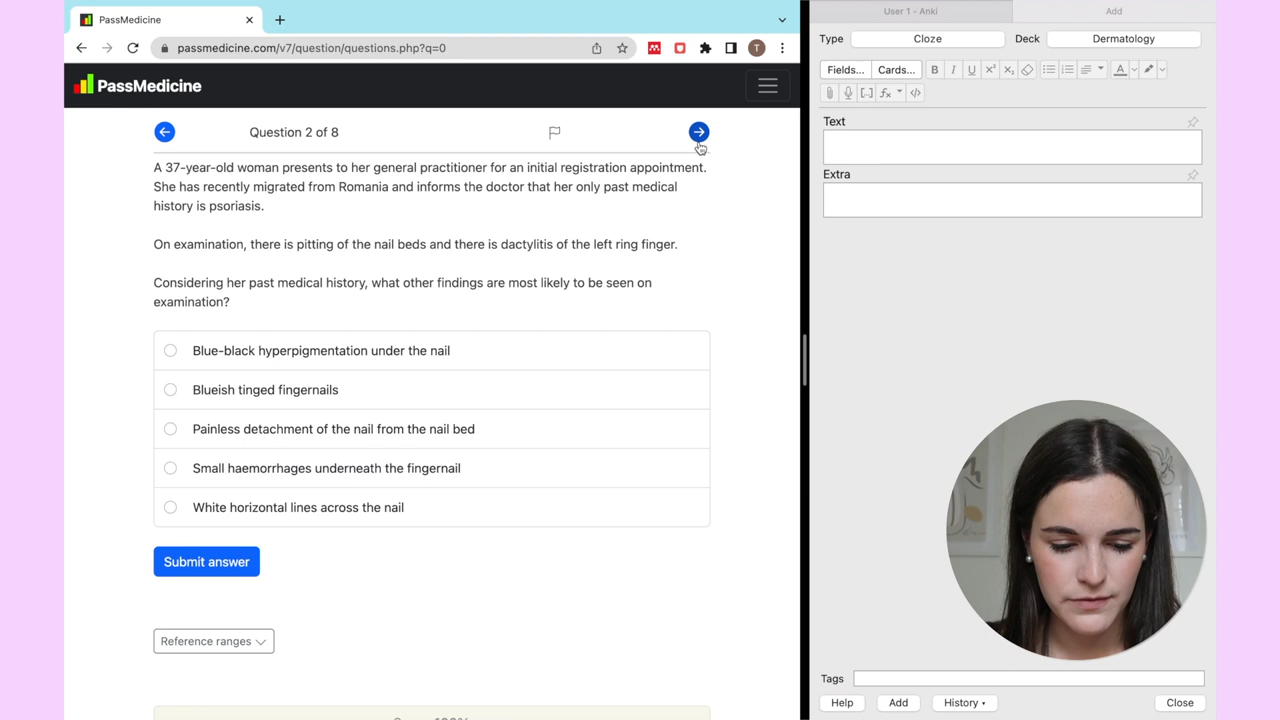 PassMedicine
passmedicine.com/v7/question/questions.php?q=0
T
PassMedicine
Question 2 of 8
A 37-year-old woman presents to her general practitioner for an initial registration appointment.
She has recently migrated from Romania and informs the doctor that her only past medical
history is psoriasis.
On examination, there is pitting of the nail beds and there is dactylitis of the left ring finger.
Considering her past medical history, what other findings are most likely to be seen on
examination?
Blue-black hyperpigmentation under the nail
Blueish tinged fingernails
Painless detachment of the nail from the nail bed
Small haemorrhages underneath the fingernail
White horizontal lines across the nail
Submit answer
Reference ranges
User 1 - Anki
Add
Type Cloze Deck Dermatology
Fields... Cards...
Text
Extra
Tags
Help Add History Close